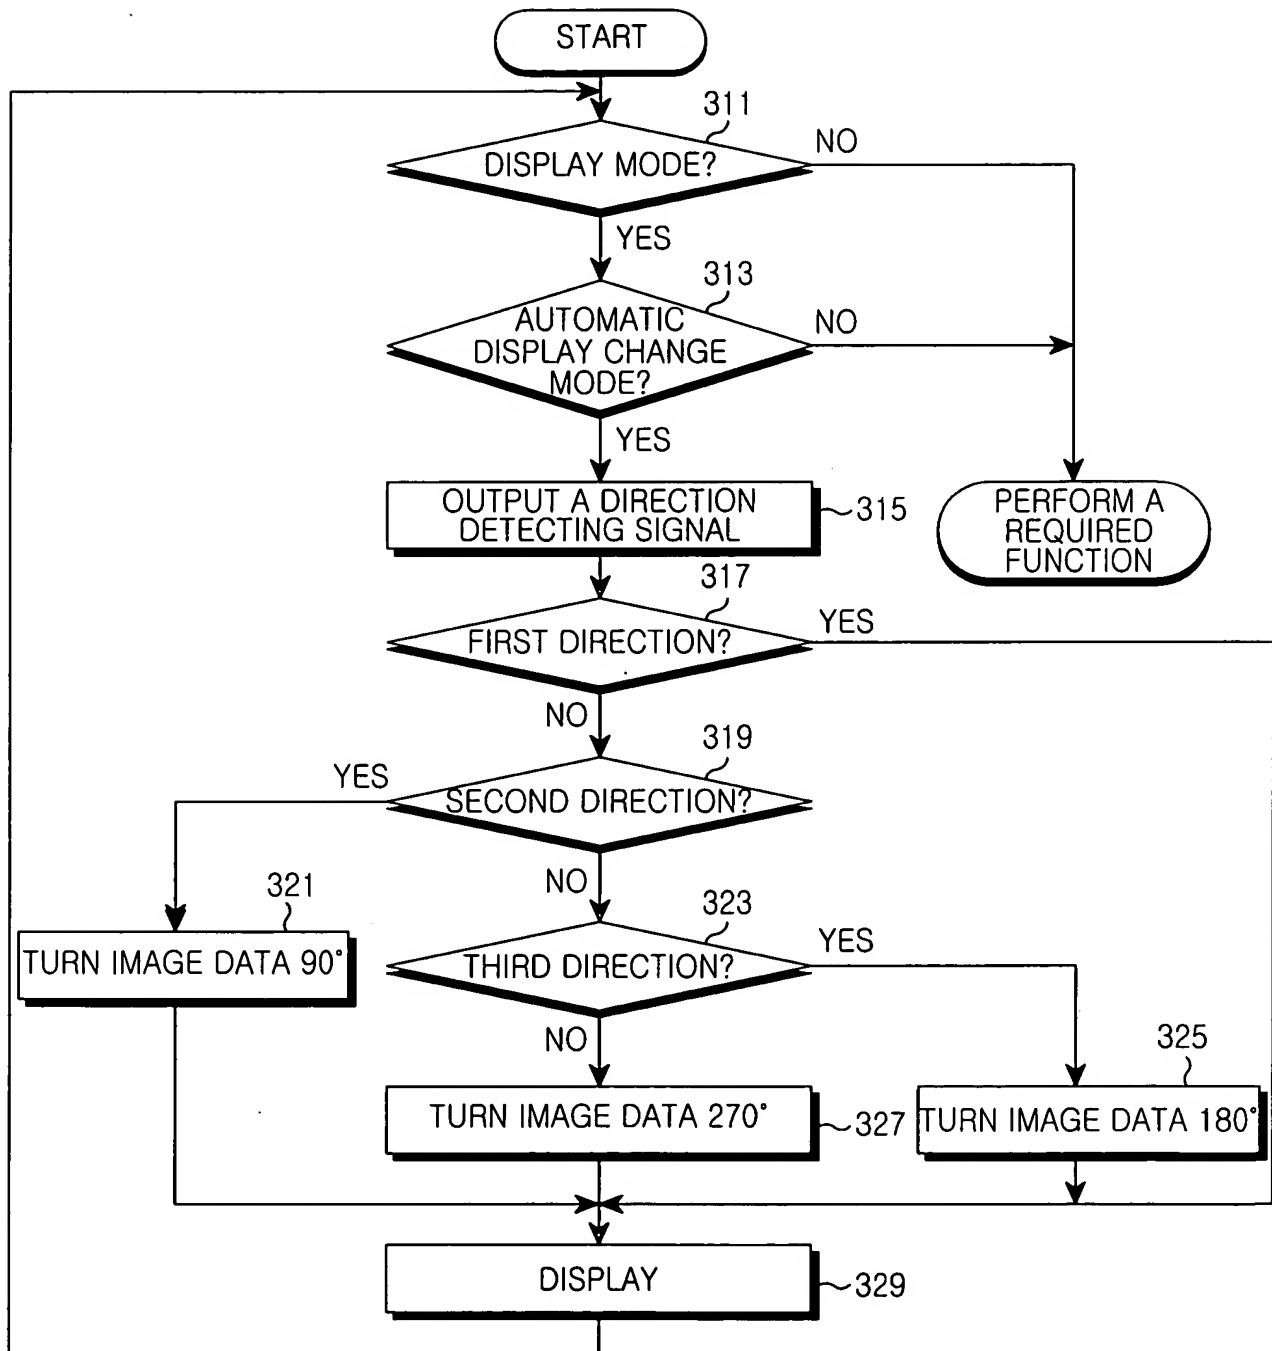 START
311
DISPLAY MODE?
NO
YES
313
AUTOMATIC
DISPLAY CHANGE
MODE?
NO
YES
OUTPUT A DIRECTION
DETECTING SIGNAL
315
PERFORM A
REQUIRED
FUNCTION
317
FIRST DIRECTION?
YES
NO
319
YES
SECOND DIRECTION?
NO
321
TURN IMAGE DATA 90°
323
THIRD DIRECTION?
YES
NO
325
TURN IMAGE DATA 270°
327
TURN IMAGE DATA 180°
DISPLAY
329